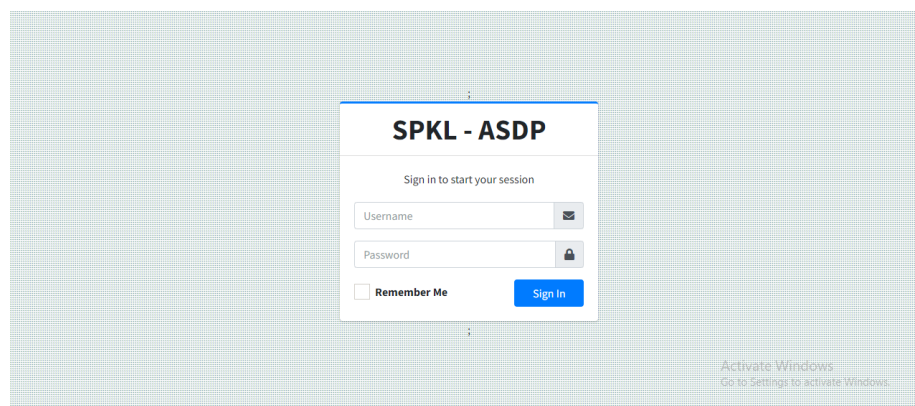 ;
SPKL - ASDP
Sign in to start your session
Username
Password
Remember Me
Sign In
;
Activate Windows
Go to Settings to activate Windows.